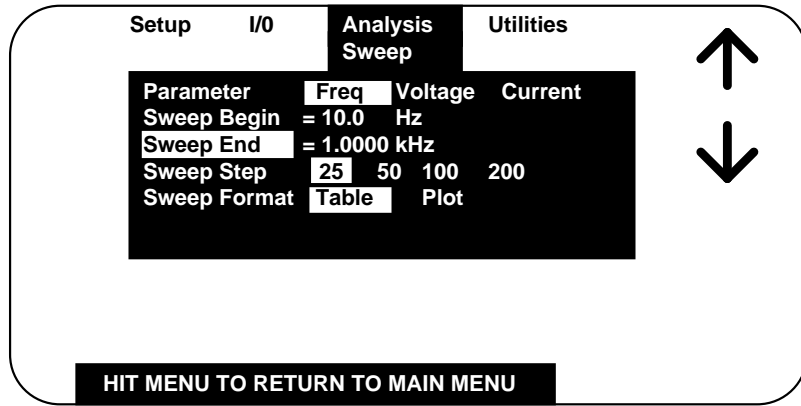 Setup I/0 Analysis Utilities
Sweep
Parameter Freq Voltage Current
Sweep Begin = 10.0 Hz
Sweep End = 1.0000 kHz
Sweep Step 25 50 100 200
Sweep Format Table Plot
HIT MENU TO RETURN TO MAIN MENU